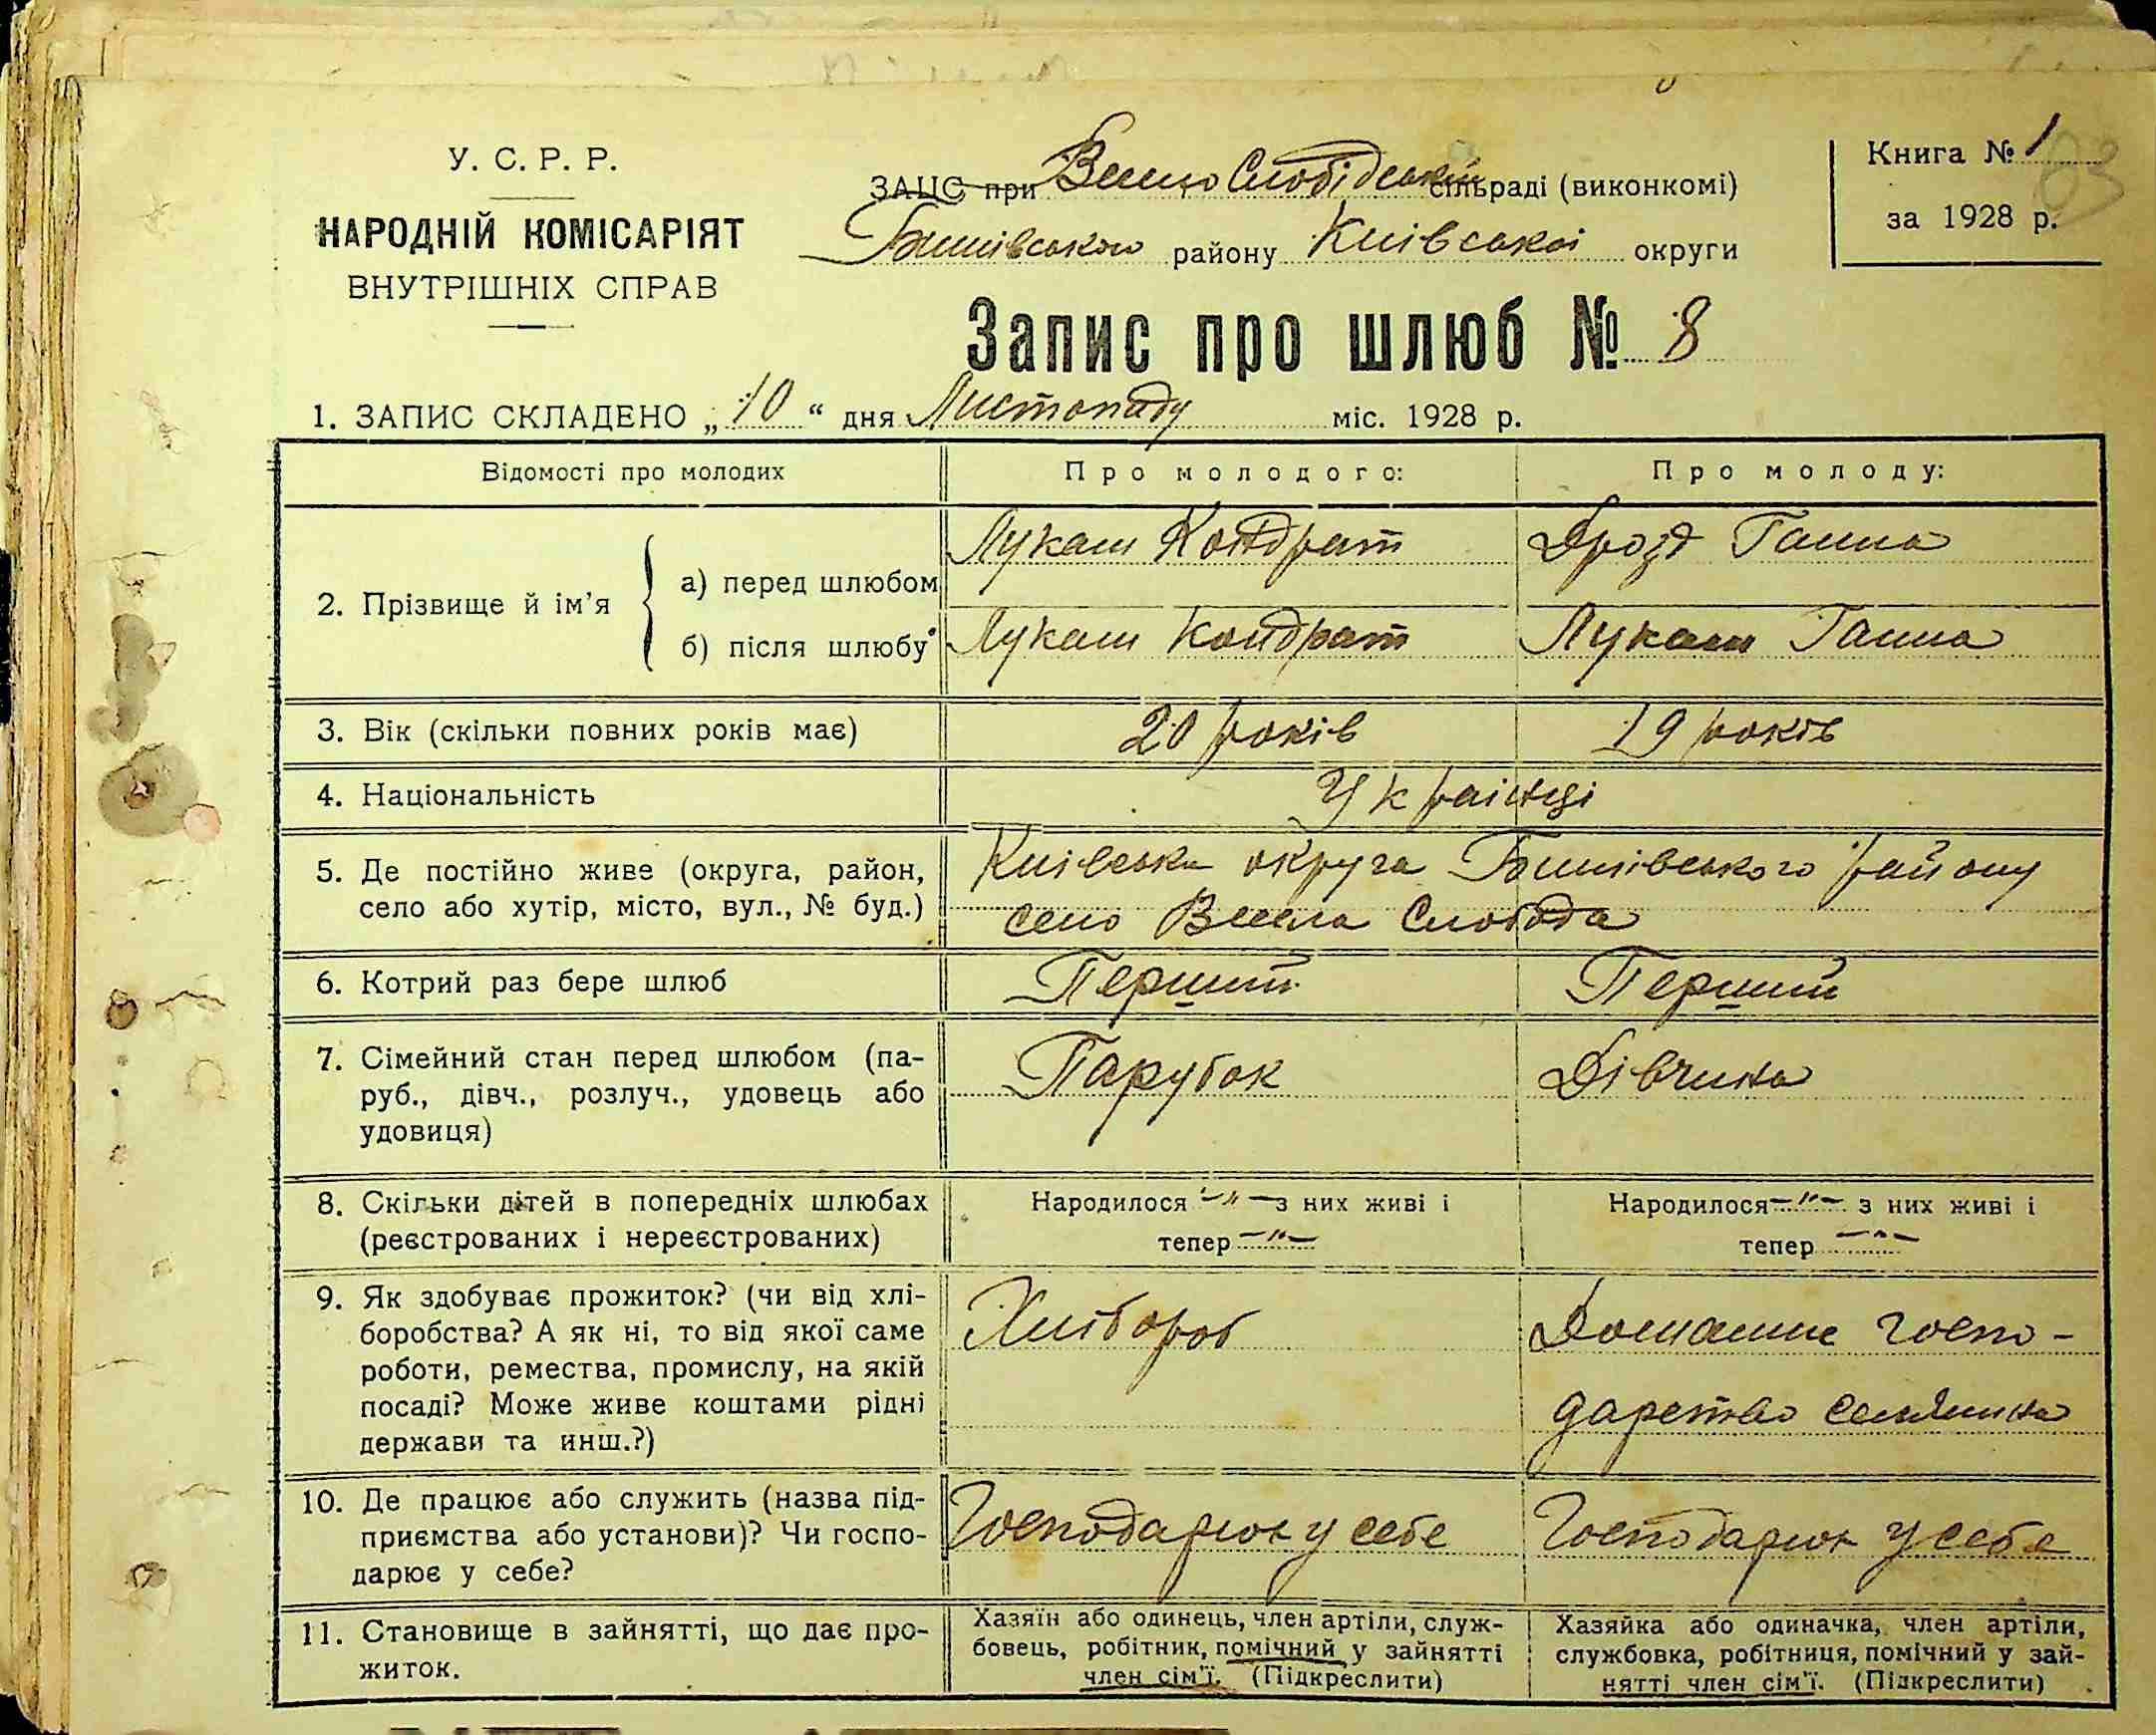 У. С. Р. Р.
НАРОДНІЙ КОМІСАРІЯТ
ВНУТРІШНІХ СПРАВ
ЗАЦС при Весело Слобідській сільраді (виконкомі)
Бишівського району Київської округи
Книга № 1
за 1928 р.
Запис про шлюб № 8
1. ЗАПИС СКЛАДЕНО „10“ дня Листопаду міс. 1928 р.
Відомості про молодих
Про молодого:
Про молоду:
2. Прізвище й ім’я
а) перед шлюбом
Лукаш Кондрат
Дрозд Ганна
б) після шлюбу
Лукаш Кондрат
Лукаш Ганна
3. Вік (скільки повних років має)
20 років
19 років
4. Національність
Українці
5. Де постійно живе (округа, район,
село або хутір, місто, вул., № буд.)
Київська округа Бишівського району
село Весела Слобода
6. Котрий раз бере шлюб
Перший
Перший
7. Сімейний стан перед шлюбом (па-
руб., дівч., розлуч., удовець або
удовиця)
Парубок
Дівчина
8. Скільки дітей в попередніх шлюбах
(реєстрованих і нереєстрованих)
Народилося -"- з них живі і
тепер -"-
Народилося -"- з них живі і
тепер -"-
9. Як здобуває прожиток? (чи від хлі-
боробства? А як ні, то від якої саме
роботи, ремества, промислу, на якій
посаді? Може живе коштами рідні
держави та инш.?)
Хлібороб
Домашнє госпо-
дарство селянина
10. Де працює або служить (назва під-
приємства або установи)? Чи госпо-
дарює у себе?
Господарює у себе
Господарює у себе
11. Становище в зайнятті, що дає про-
житок.
Хазяїн або одинець, член артіли, служ-
бовець, робітник, помічний у зайнятті
член сім’ї. (Підкреслити)
Хазяйка або одиначка, член артіли,
службовка, робітниця, помічний у зай-
нятті член сім’ї. (Підкреслити)